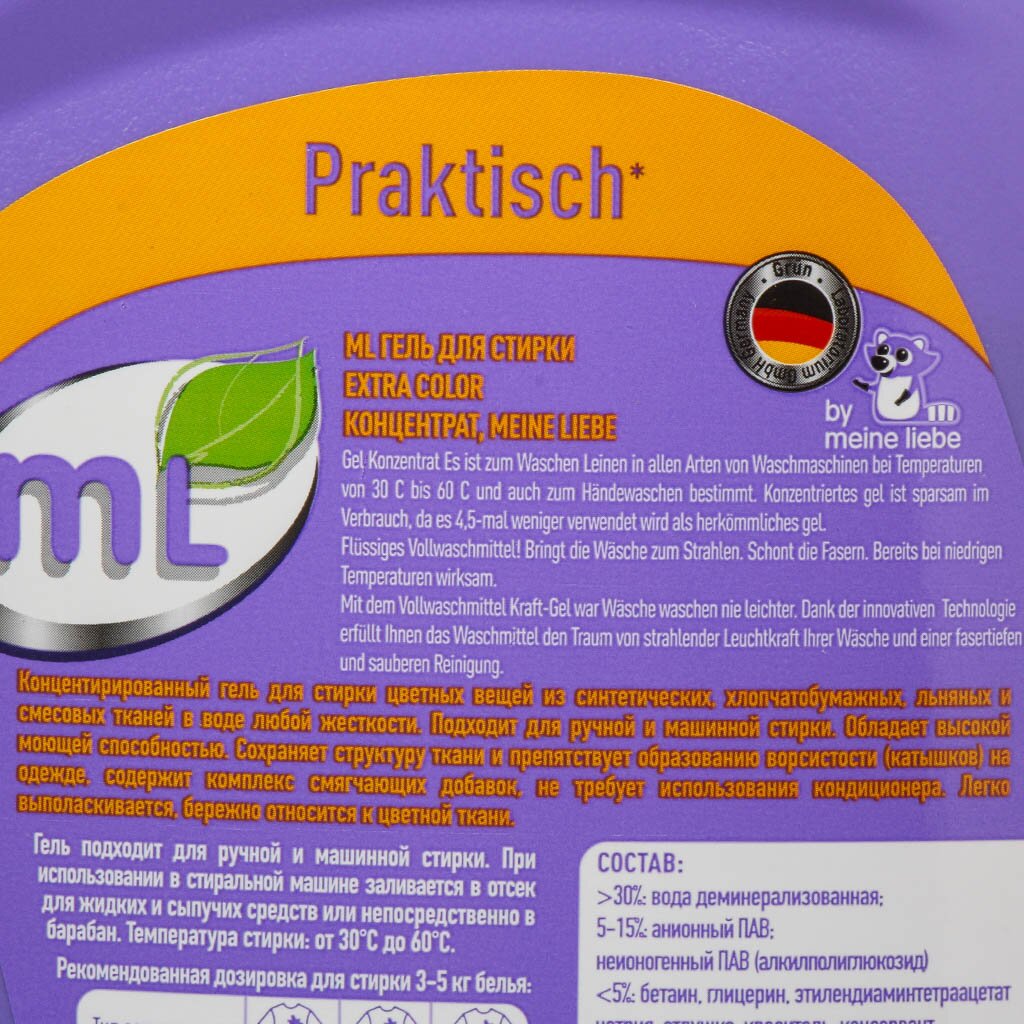 Praktisch*
Grün Laboratorium GmbH Germany
ML ГЕЛЬ ДЛЯ СТИРКИ
EXTRA COLOR
КОНЦЕНТРАТ, MEINE LIEBE
by
meine liebe
mL
Gel Konzentrat Es ist zum Waschen Leinen in allen Arten von Waschmaschinen bei Temperaturen
von 30 C bis 60 C und auch zum Händewaschen bestimmt. Konzentriertes gel ist sparsam im
Verbrauch, da es 4,5-mal weniger verwendet wird als herkömmliches gel.
Flüssiges Vollwaschmittel! Bringt die Wäsche zum Strahlen. Schont die Fasern. Bereits bei niedrigen
Temperaturen wirksam.
Mit dem Vollwaschmittel Kraft-Gel war Wäsche waschen nie leichter. Dank der innovativen Technologie
erfüllt Ihnen das Waschmittel den Traum von strahlender Leuchtkraft Ihrer Wäsche und einer fasertiefen
und sauberen Reinigung.
Концентрированный гель для стирки цветных вещей из синтетических, хлопчатобумажных, льняных и
смесовых тканей в воде любой жесткости. Подходит для ручной и машинной стирки. Обладает высокой
моющей способностью. Сохраняет структуру ткани и препятствует образованию ворсистости (катышков) на
одежде, содержит комплекс смягчающих добавок, не требует использования кондиционера. Легко
выполаскивается, бережно относится к цветной ткани.
Гель подходит для ручной и машинной стирки. При
использовании в стиральной машине заливается в отсек
для жидких и сыпучих средств или непосредственно в
барабан. Температура стирки: от 30°С до 60°С.
Рекомендованная дозировка для стирки 3-5 кг белья:
СОСТАВ:
>30%: вода деминерализованная;
5-15%: анионный ПАВ;
неионогенный ПАВ (алкилполиглюкозид)
<5%: бетаин, глицерин, этилендиаминтетраацетат